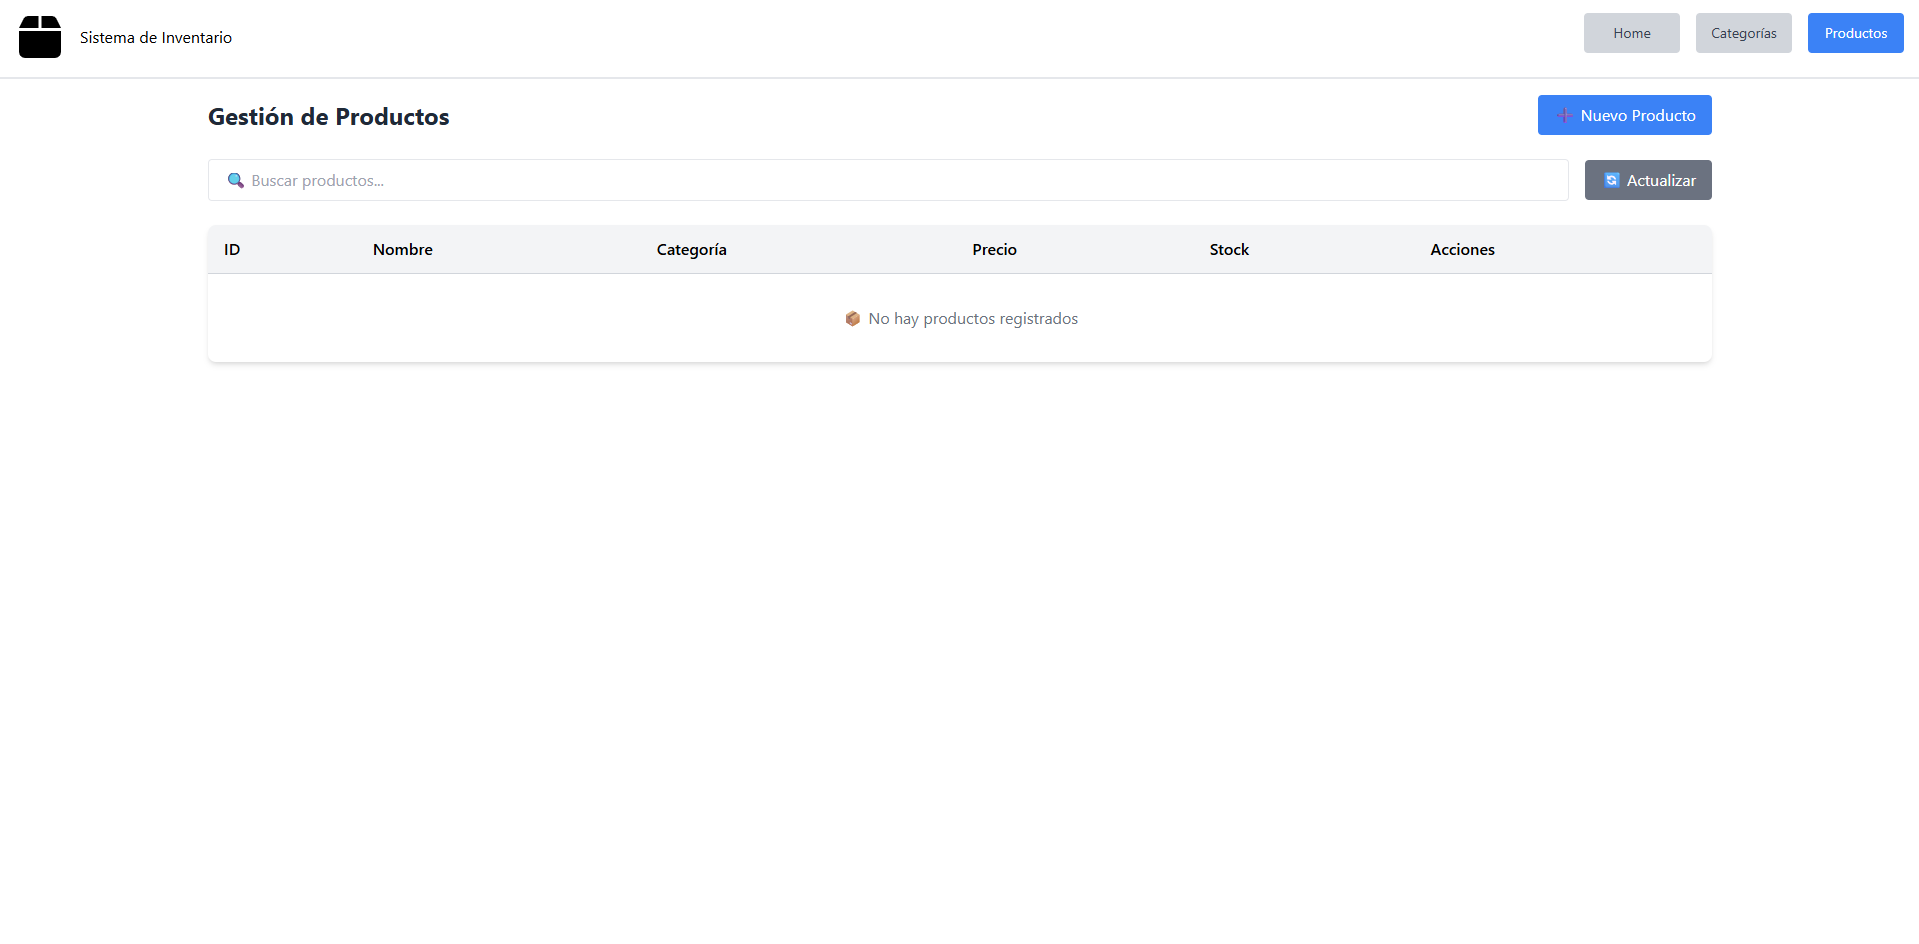 Sistema de Inventario
Home
Categorías
Productos
Gestión de Productos
➕ Nuevo Producto
🔍 Buscar productos...
🔄 Actualizar
ID Nombre Categoría Precio Stock Acciones
📦 No hay productos registrados